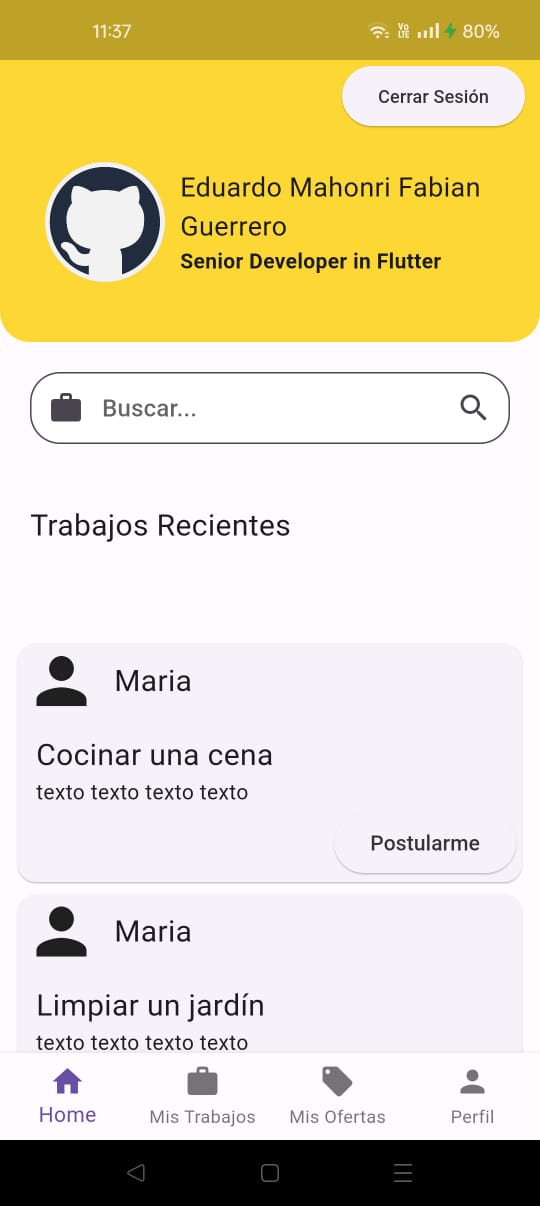 11:37
Vo
LTE
80%
Cerrar Sesión
Eduardo Mahonri Fabian
Guerrero
Senior Developer in Flutter
Buscar...
Trabajos Recientes
Maria
Cocinar una cena
texto texto texto texto
Postularme
Maria
Limpiar un jardín
texto texto texto texto
Home
Mis Trabajos
Mis Ofertas
Perfil